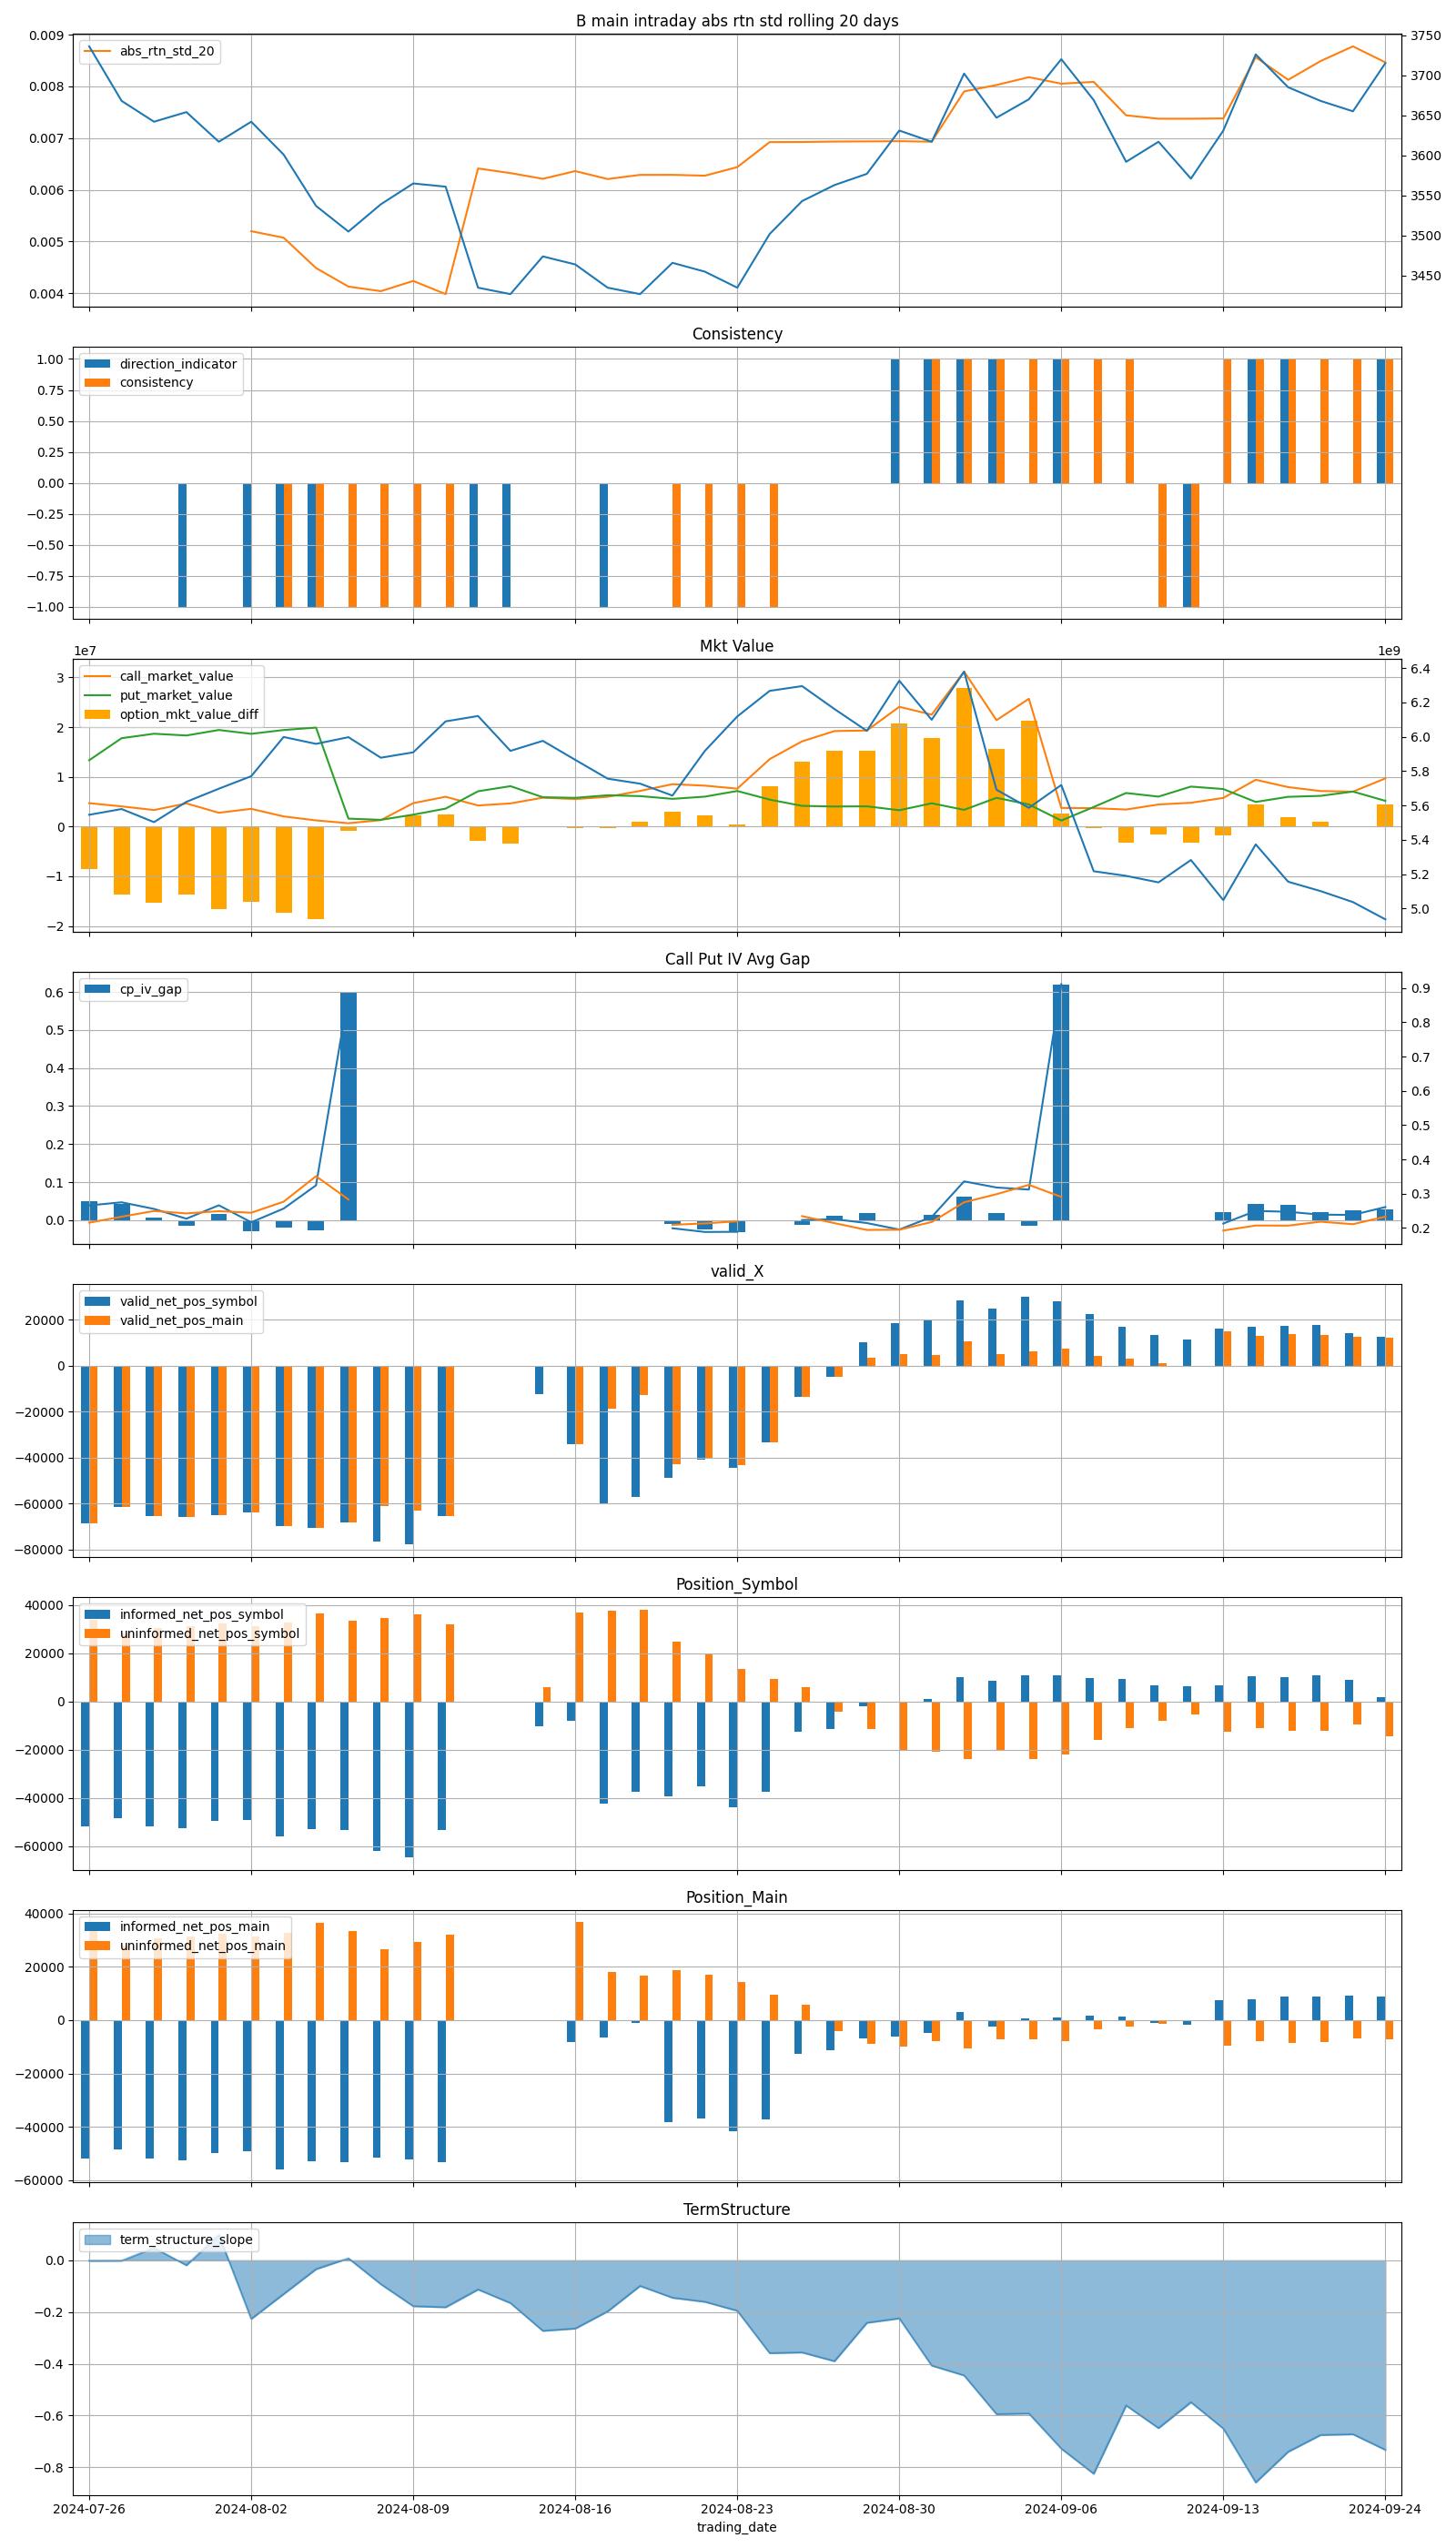 B main intraday abs rtn std rolling 20 days
abs_rtn_std_20
0.009
0.008
0.007
0.006
0.005
0.004
3750
3700
3650
3600
3550
3500
3450
Consistency
direction_indicator
consistency
1.00
0.75
0.50
0.25
0.00
−0.25
−0.50
−0.75
−1.00
Mkt Value
1e7
1e9
call_market_value
put_market_value
option_mkt_value_diff
3
2
1
0
−1
−2
6.4
6.2
6.0
5.8
5.6
5.4
5.2
5.0
Call Put IV Avg Gap
cp_iv_gap
0.6
0.5
0.4
0.3
0.2
0.1
0.0
0.9
0.8
0.7
0.6
0.5
0.4
0.3
0.2
valid_X
valid_net_pos_symbol
valid_net_pos_main
20000
0
−20000
−40000
−60000
−80000
Position_Symbol
informed_net_pos_symbol
uninformed_net_pos_symbol
40000
20000
0
−20000
−40000
−60000
Position_Main
informed_net_pos_main
uninformed_net_pos_main
40000
20000
0
−20000
−40000
−60000
TermStructure
term_structure_slope
0.0
−0.2
−0.4
−0.6
−0.8
2024-07-26 2024-08-02 2024-08-09 2024-08-16 2024-08-23 2024-08-30 2024-09-06 2024-09-13 2024-09-24
trading_date